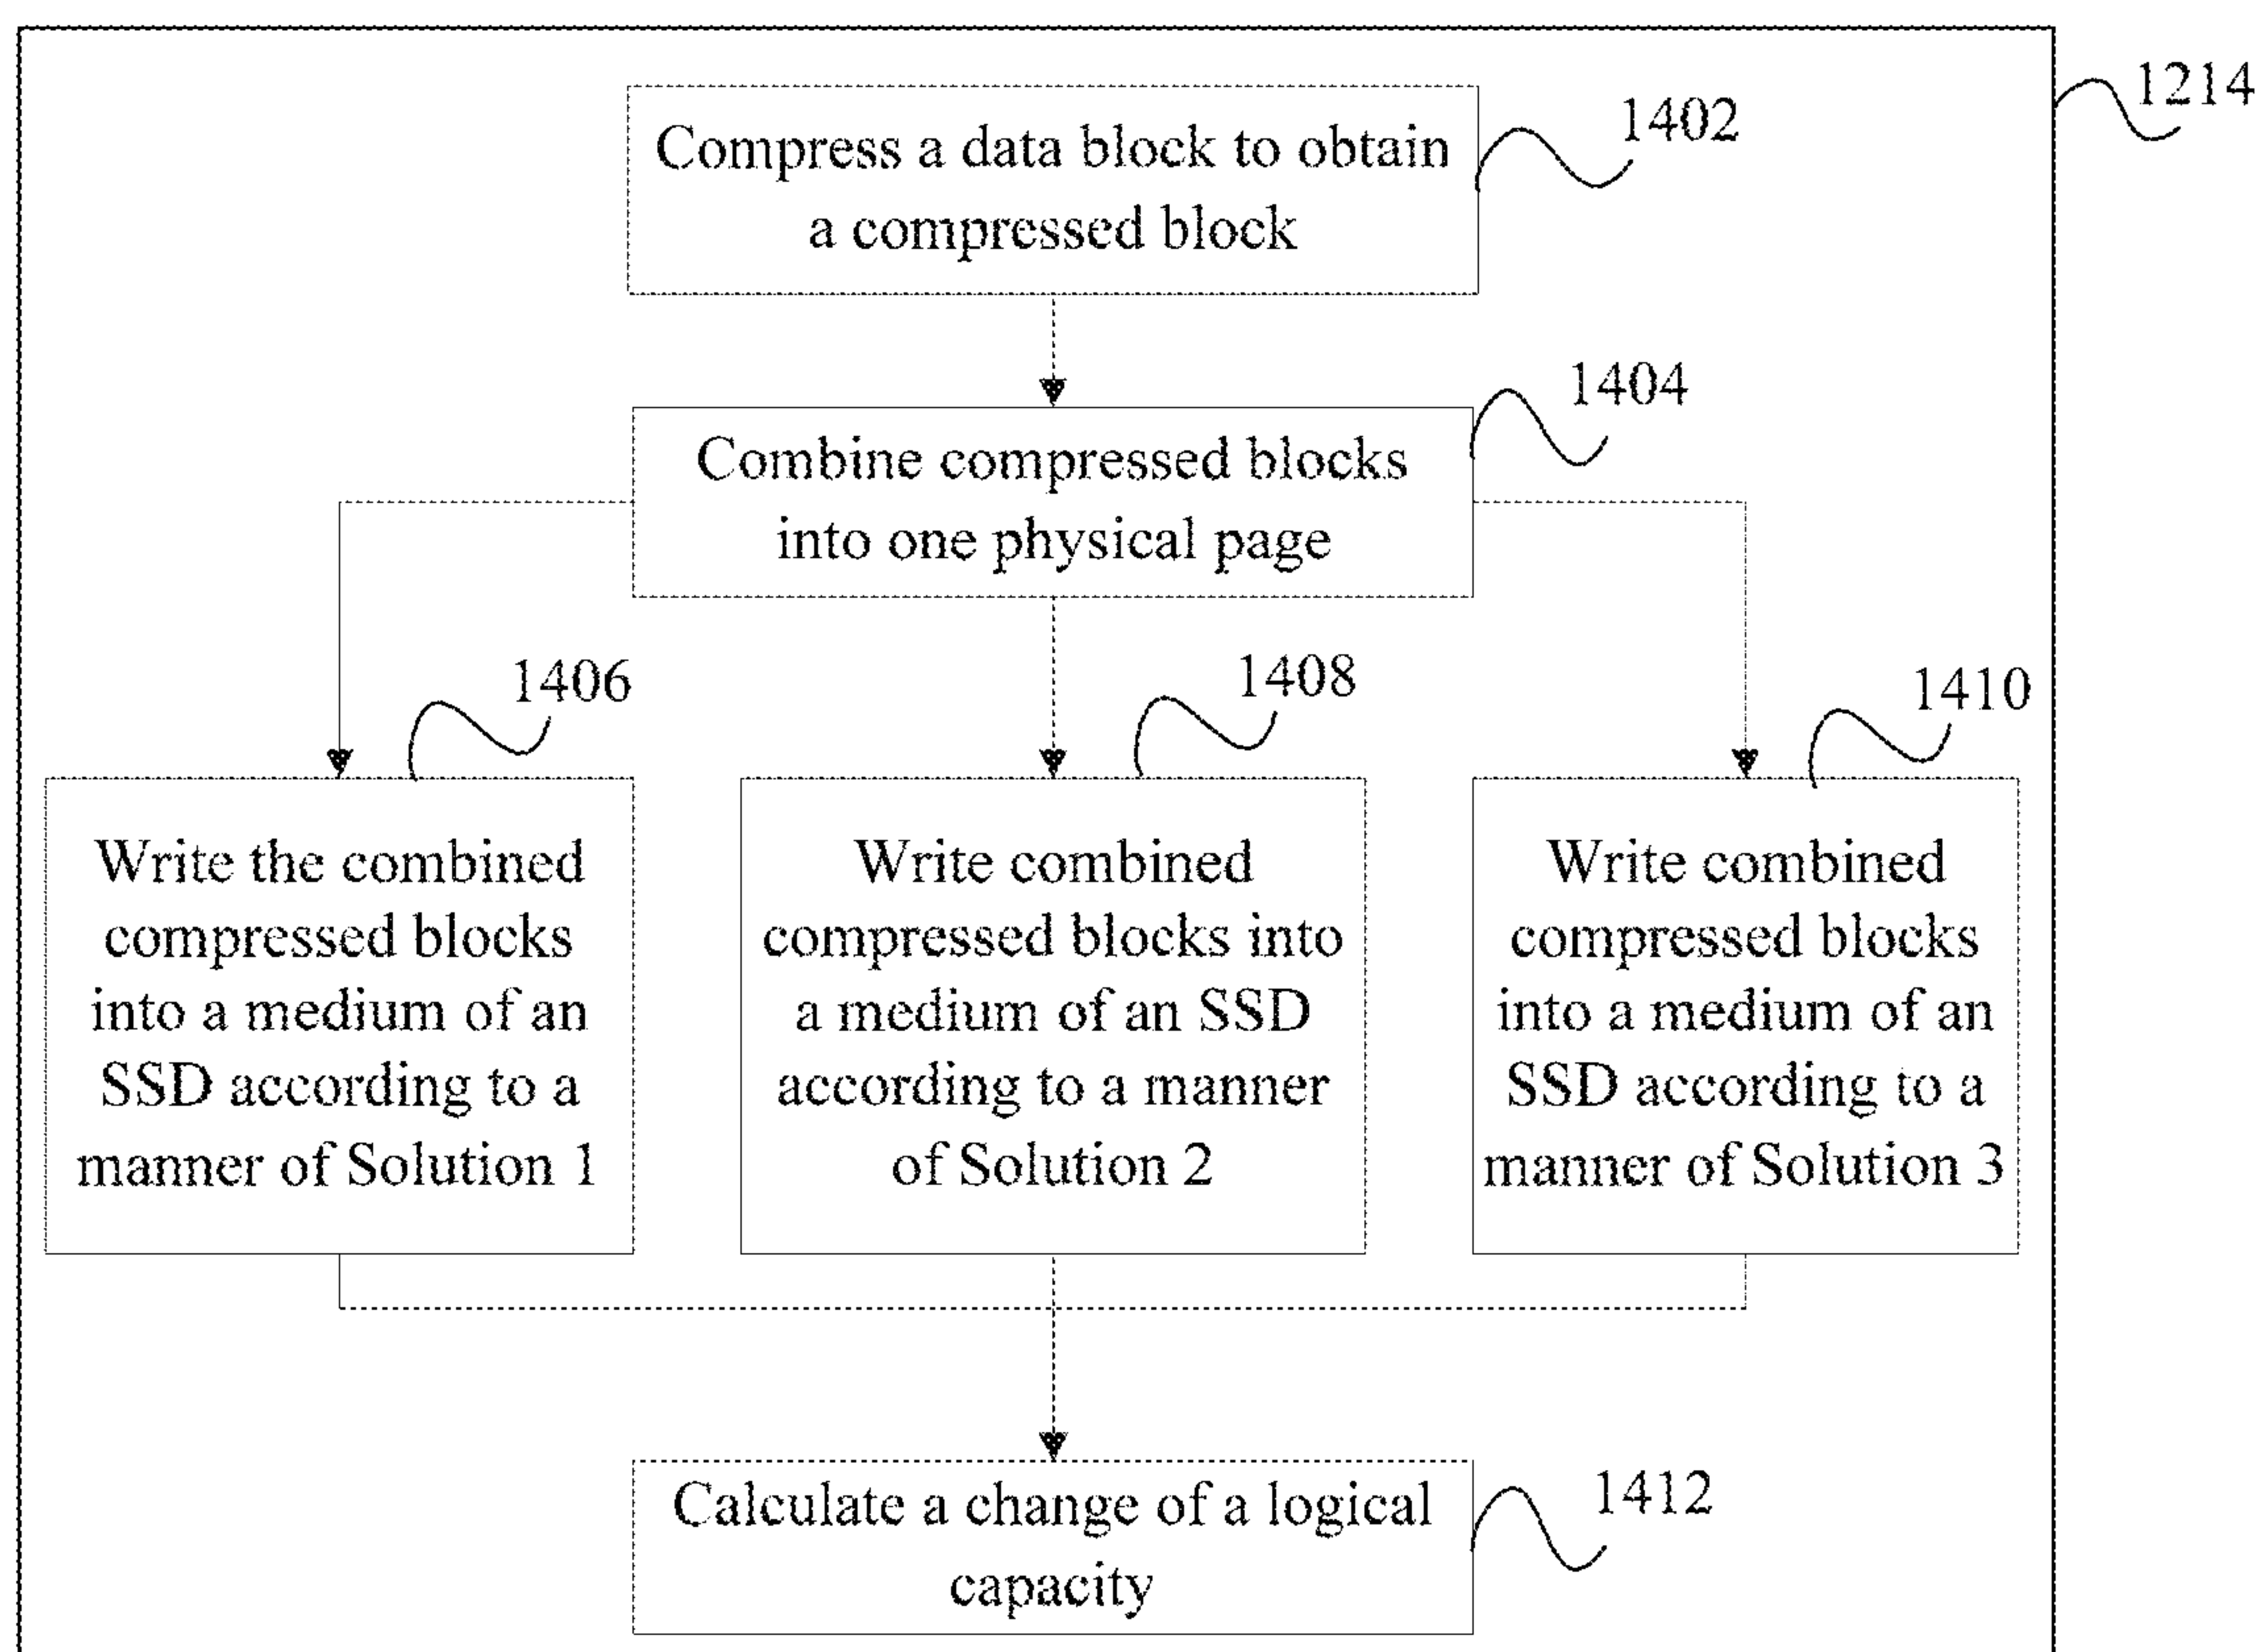 1214
Compress a data block to obtain
a compressed block
1402
Combine compressed blocks
into one physical page
1404
1406
Write the combined
compressed blocks
into a medium of an
SSD according to a
manner of Solution 1
1408
Write combined
compressed blocks into
a medium of an SSD
according to a manner
of Solution 2
1410
Write combined
compressed blocks
into a medium of an
SSD according to a
manner of Solution 3
Calculate a change of a logical
capacity
1412